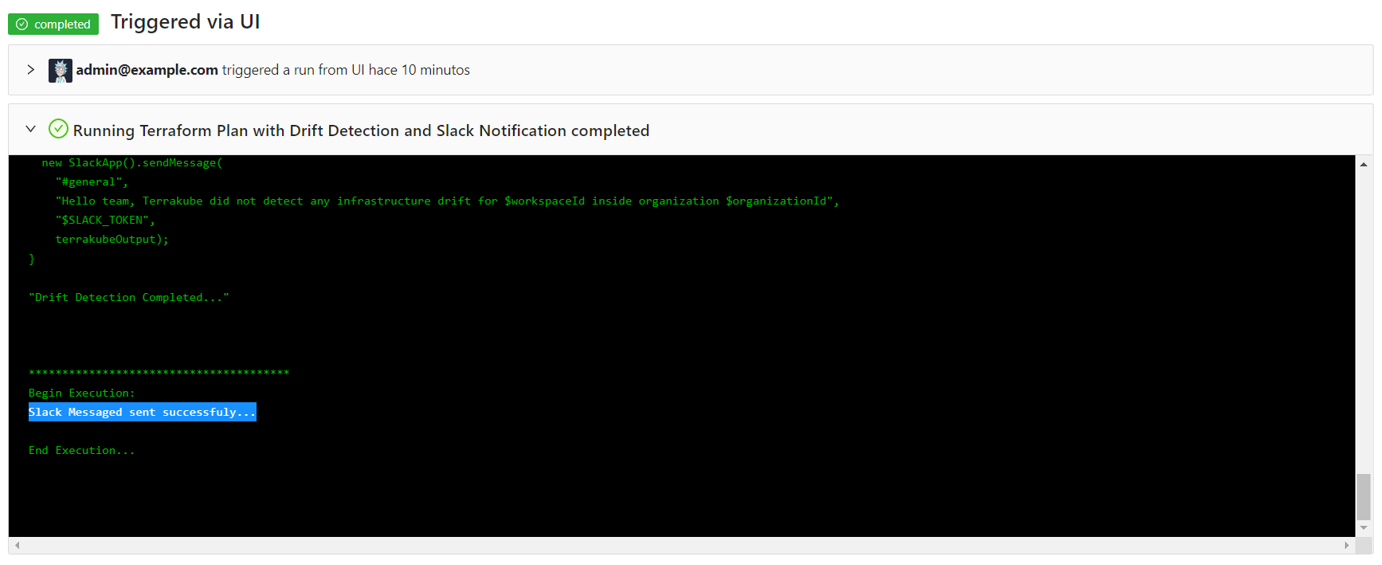 completed Triggered via UI
admin@example.com triggered a run from UI hace 10 minutos
Running Terraform Plan with Drift Detection and Slack Notification completed
new SlackApp().sendMessage(
"#general",
"Hello team, Terrakube did not detect any infrastructure drift for $workspaceId inside organization $organizationId",
"$SLACK_TOKEN",
terrakubeOutput);
}
"Drift Detection Completed..."
***************************************
Begin Execution:
Slack Messaged sent successfuly...
End Execution...